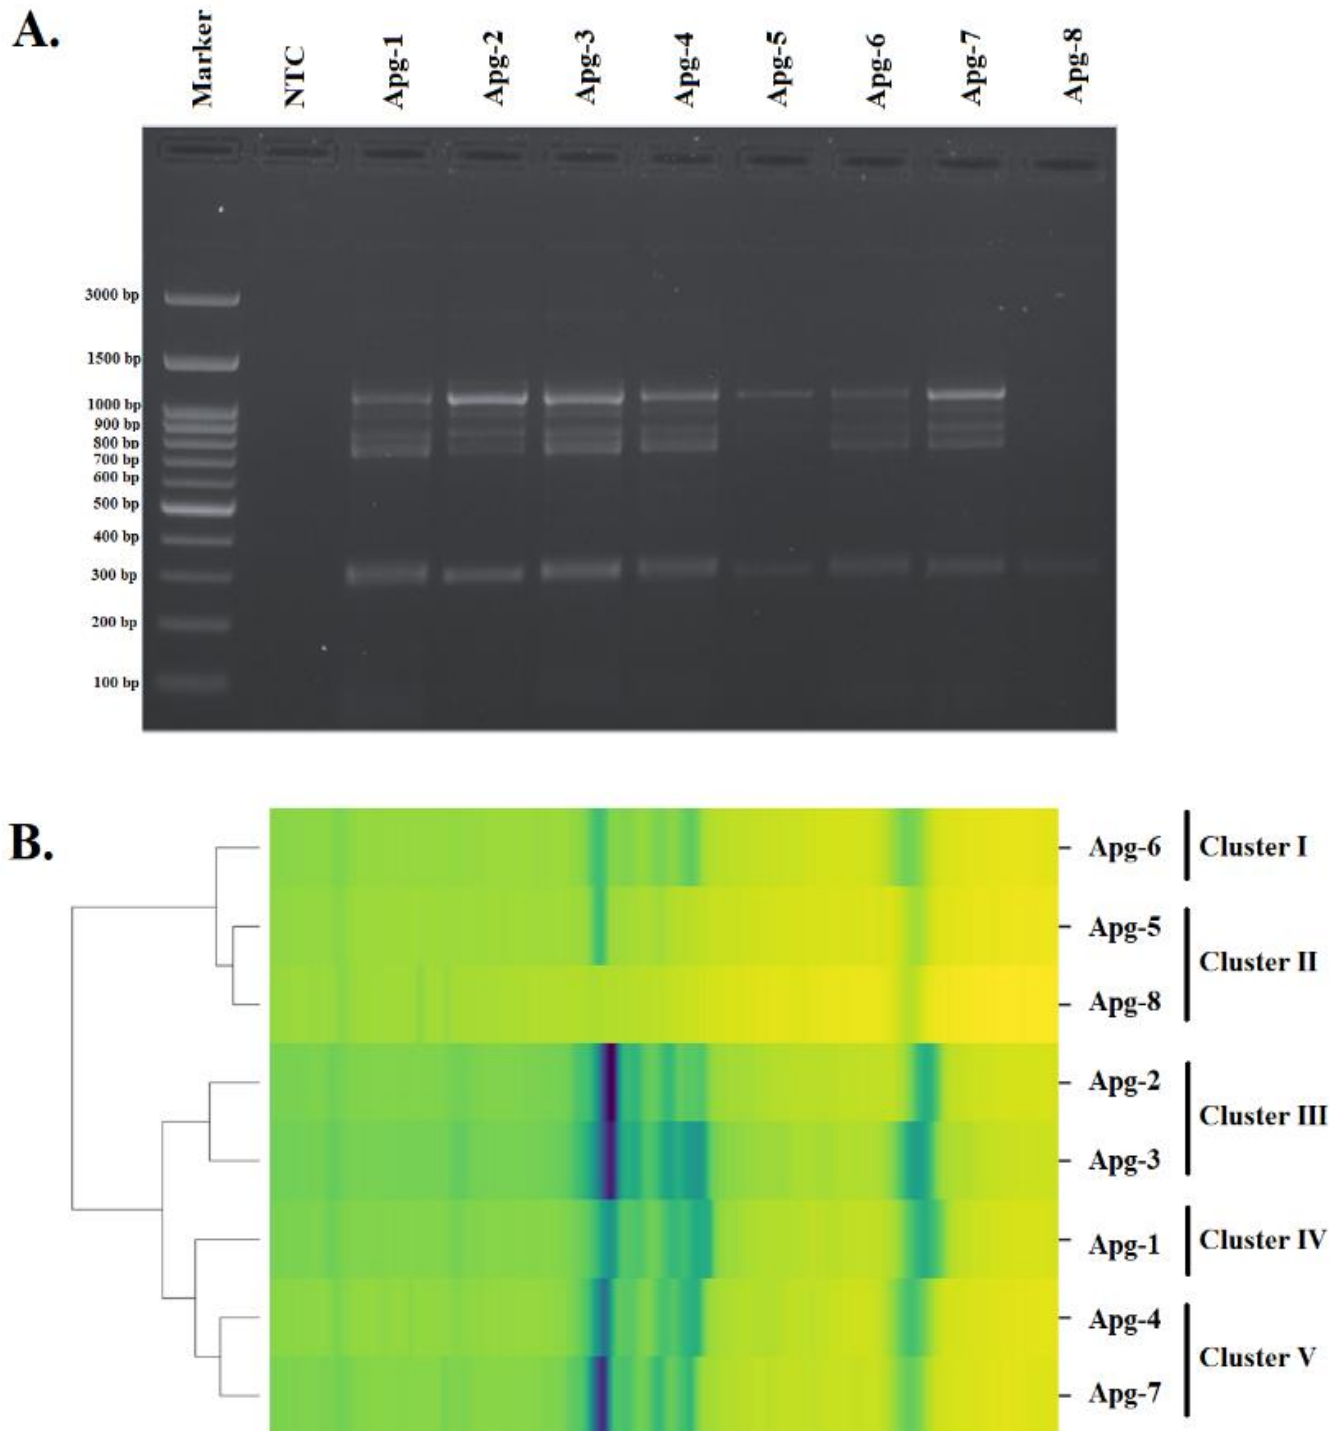 A.
Marker
NTC
Apg-1
Apg-2
Apg-3
Apg-4
Apg-5
Apg-6
Apg-7
Apg-8
3000 bp
1500 bp
1000 bp
900 bp
800 bp
700 bp
600 bp
500 bp
400 bp
300 bp
200 bp
100 bp
B.
Apg-6
Cluster I
Apg-5
Cluster II
Apg-8
Apg-2
Cluster III
Apg-3
Apg-1
Cluster IV
Apg-4
Cluster V
Apg-7